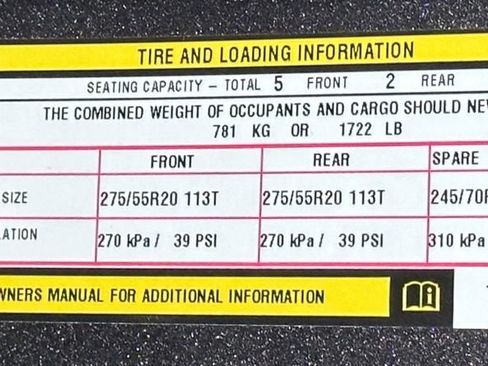 TIRE AND LOADING INFORMATION
SEATING CAPACITY – TOTAL 5 FRONT 2 REAR
THE COMBINED WEIGHT OF OCCUPANTS AND CARGO SHOULD NE
781 KG OR 1722 LB
FRONT REAR SPARE
SIZE 275/55R20 113T 275/55R20 113T 245/70
ATION 270 kPa / 39 PSI 270 kPa / 39 PSI 310 kPa
WNERS MANUAL FOR ADDITIONAL INFORMATION